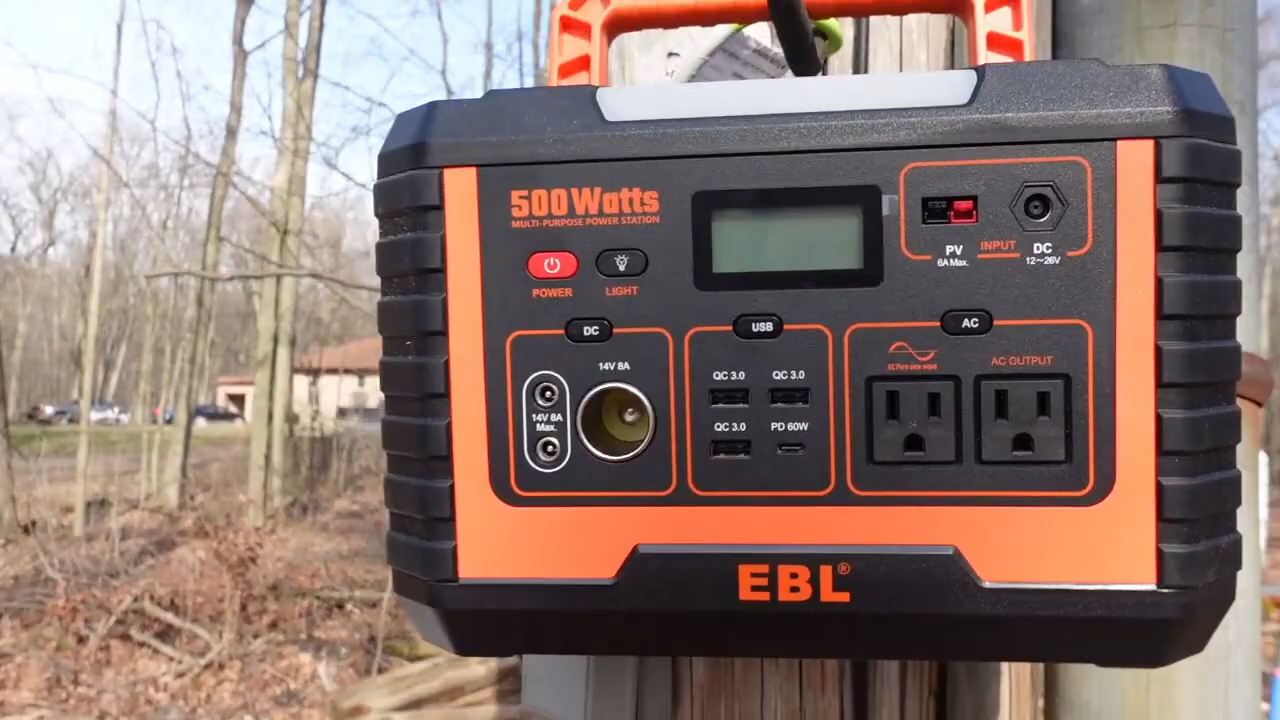 500 Watts
MULTI-PURPOSE POWER STATION
POWER
LIGHT
PV
6A Max.
INPUT
DC
12~26V
DC
14V 8A
14V 8A
Max.
USB
QC 3.0
QC 3.0
QC 3.0
PD 60W
AC
AC Pure sine wave
AC OUTPUT
EBL®